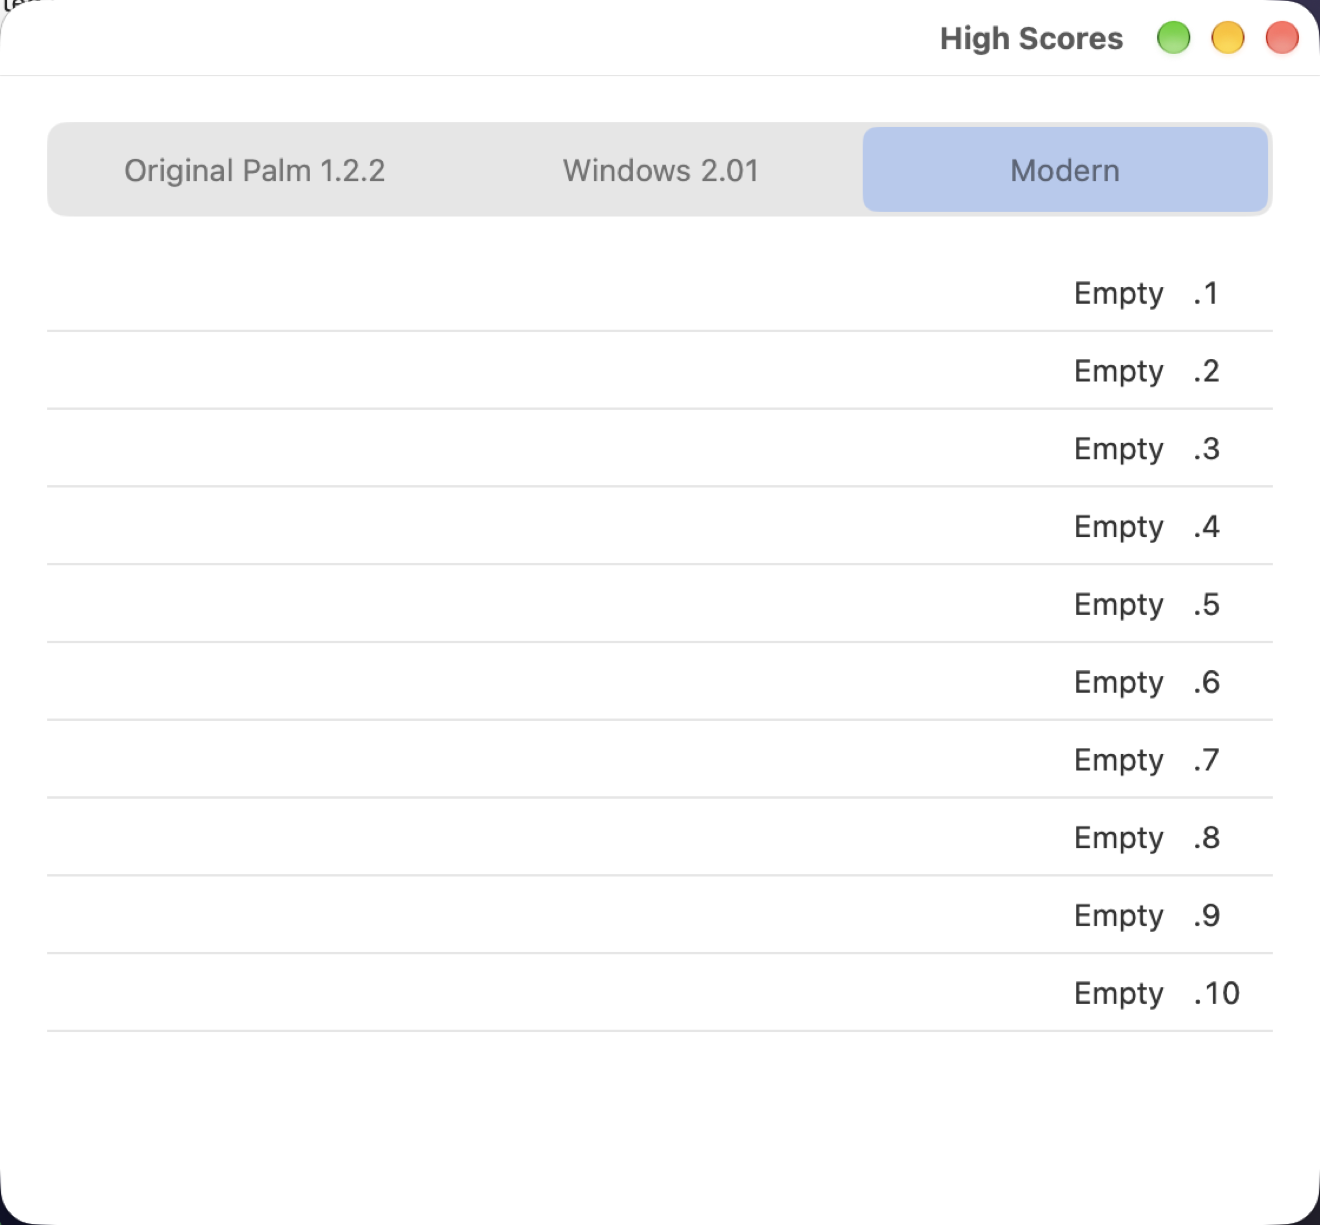 High Scores
Original Palm 1.2.2
Windows 2.01
Modern
Empty .1
Empty .2
Empty .3
Empty .4
Empty .5
Empty .6
Empty .7
Empty .8
Empty .9
Empty .10